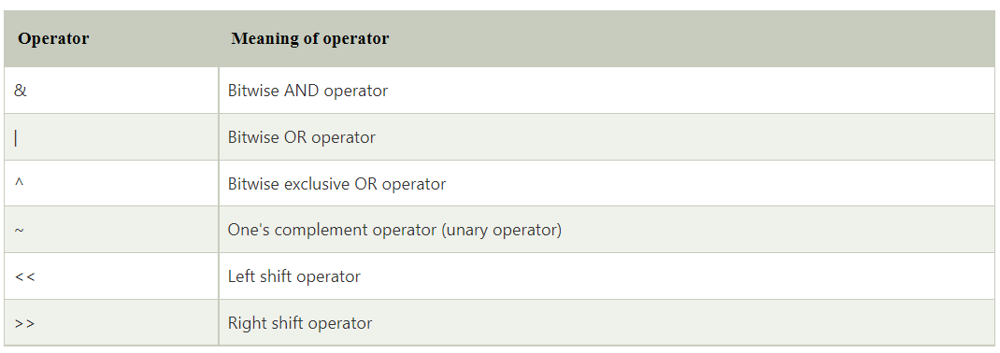 Operator Meaning of operator
& Bitwise AND operator
| Bitwise OR operator
^ Bitwise exclusive OR operator
~ One's complement operator (unary operator)
<< Left shift operator
>> Right shift operator